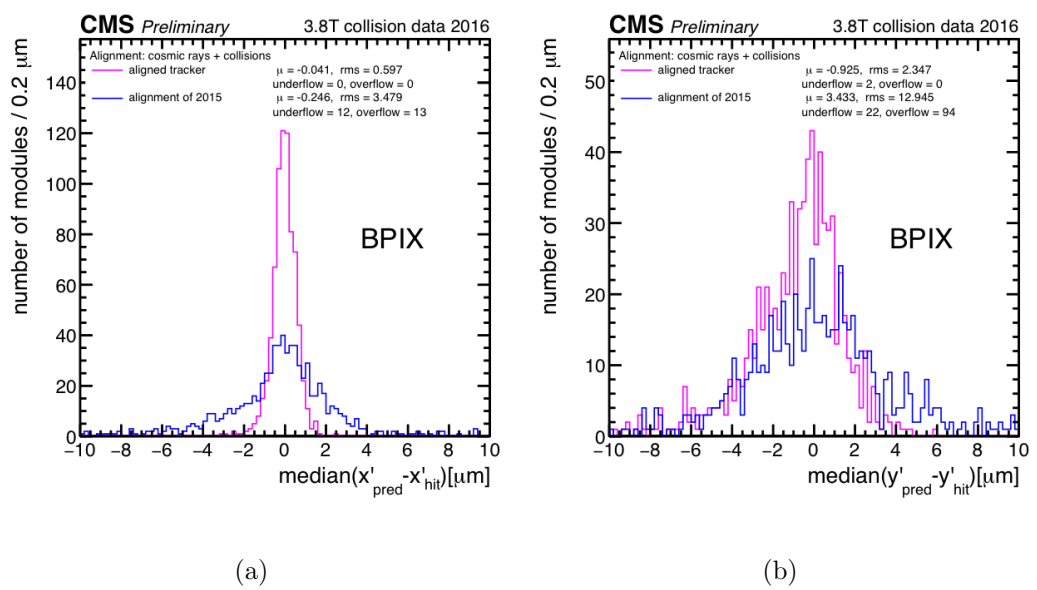 CMS Preliminary 3.8T collision data 2016
Alignment: cosmic rays + collisions
aligned tracker μ = -0.041, rms = 0.597
underflow = 0, overflow = 0
alignment of 2015 μ = -0.246, rms = 3.479
underflow = 12, overflow = 13
BPIX
number of modules / 0.2 μm
140
120
100
80
60
40
20
0
−10 −8 −6 −4 −2 0 2 4 6 8 10
median(x'pred-x'hit)[μm]
(a)
CMS Preliminary 3.8T collision data 2016
Alignment: cosmic rays + collisions
aligned tracker μ = -0.925, rms = 2.347
underflow = 2, overflow = 0
alignment of 2015 μ = 3.433, rms = 12.945
underflow = 22, overflow = 94
BPIX
number of modules / 0.2 μm
50
40
30
20
10
0
−10 −8 −6 −4 −2 0 2 4 6 8 10
median(y'pred-y'hit)[μm]
(b)